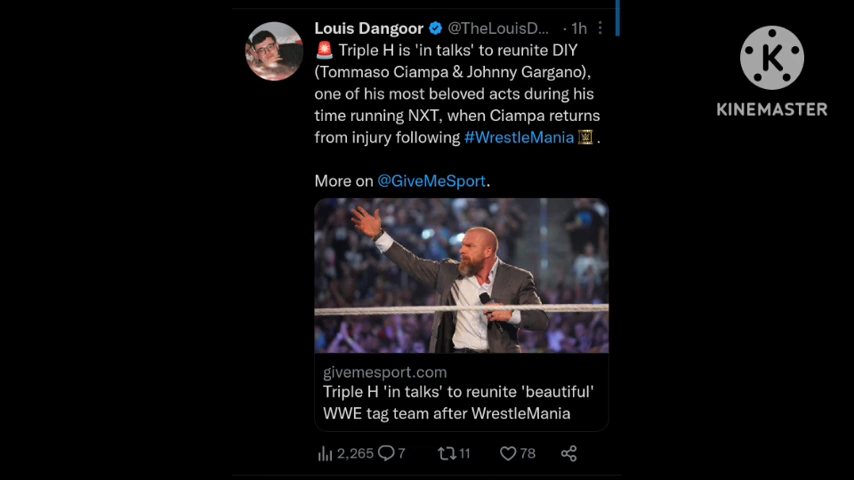 Louis Dangoor @TheLouisD... · 1h
Triple H is 'in talks' to reunite DIY
(Tommaso Ciampa & Johnny Gargano),
one of his most beloved acts during his
time running NXT, when Ciampa returns
from injury following #WrestleMania .
More on @GiveMeSport.
givemesport.com
Triple H 'in talks' to reunite 'beautiful'
WWE tag team after WrestleMania
2,265 7 11 78
K
KINEMASTER